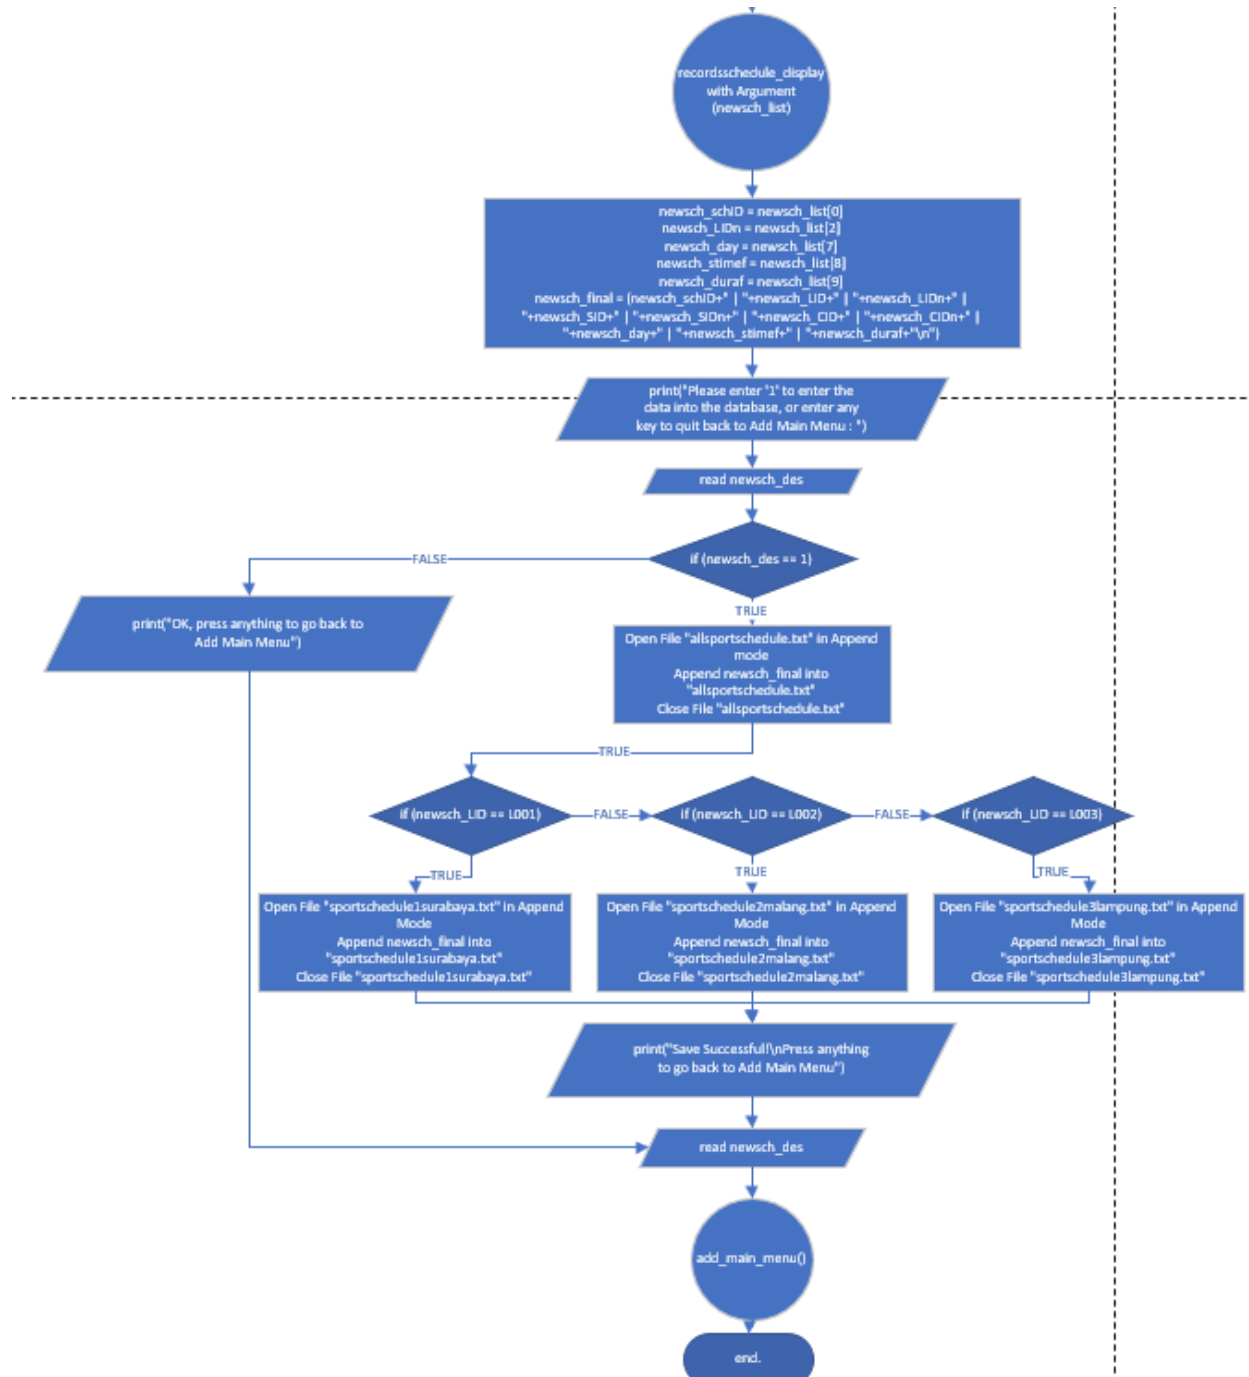 recordsschedule_display
with Argument
(newsch_list)
newsch_schID = newsch_list[0]
newsch_LIDn = newsch_list[2]
newsch_day = newsch_list[7]
newsch_stimef = newsch_list[8]
newsch_duraf = newsch_list[9]
newsch_final = (newsch_schID+" | "+newsch_LID+" | "+newsch_LIDn+" |
"+newsch_SID+" | "+newsch_SIDn+" | "+newsch_CID+" | "+newsch_CIDn+" |
"+newsch_day+" | "+newsch_stimef+" | "+newsch_duraf+"\n")
print("Please enter '1' to enter the
data into the database, or enter any
key to quit back to Add Main Menu : ")
read newsch_des
if (newsch_des == 1)
FALSE
TRUE
print("OK, press anything to go back to
Add Main Menu")
Open File "allsportschedule.txt" in Append
mode
Append newsch_final into
"allsportschedule.txt"
Close File "allsportschedule.txt"
TRUE
if (newsch_LID == L001)
FALSE
if (newsch_LID == L002)
FALSE
if (newsch_LID == L003)
TRUE
TRUE
TRUE
Open File "sportschedule1surabaya.txt" in Append
Mode
Append newsch_final into
"sportschedule1surabaya.txt"
Close File "sportschedule1surabaya.txt"
Open File "sportschedule2malang.txt" in Append
Mode
Append newsch_final into
"sportschedule2malang.txt"
Close File "sportschedule2malang.txt"
Open File "sportschedule3lampung.txt" in Append
Mode
Append newsch_final into
"sportschedule3lampung.txt"
Close File "sportschedule3lampung.txt"
print("Save Successful!\nPress anything
to go back to Add Main Menu")
read newsch_des
add_main_menu()
end.